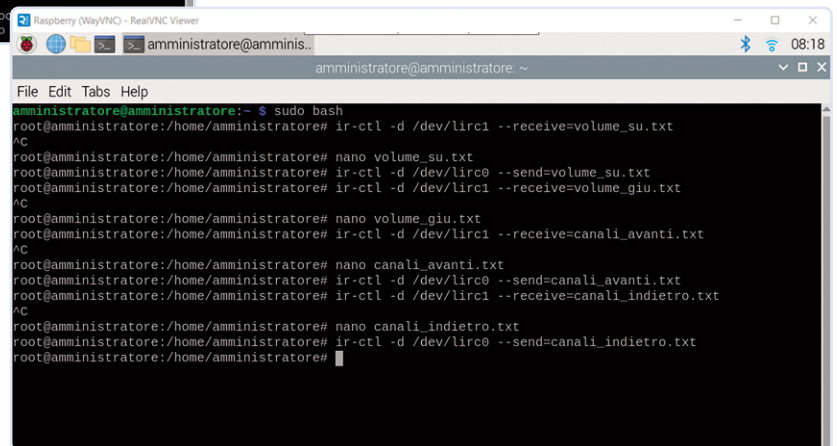 Raspberry (WayVNC) - RealVNC Viewer
amministratore@amminis..
08:18
amministratore@amministratore: ~
File Edit Tabs Help
amministratore@amministratore:~ $ sudo bash
root@amministratore:/home/amministratore# ir-ctl -d /dev/lirc1 --receive=volume_su.txt
^C
root@amministratore:/home/amministratore# nano volume_su.txt
root@amministratore:/home/amministratore# ir-ctl -d /dev/lirc0 --send=volume_su.txt
root@amministratore:/home/amministratore# ir-ctl -d /dev/lirc1 --receive=volume_giu.txt
^C
root@amministratore:/home/amministratore# nano volume_giu.txt
root@amministratore:/home/amministratore# ir-ctl -d /dev/lirc1 --receive=canali_avanti.txt
^C
root@amministratore:/home/amministratore# nano canali_avanti.txt
root@amministratore:/home/amministratore# ir-ctl -d /dev/lirc0 --send=canali_avanti.txt
root@amministratore:/home/amministratore# ir-ctl -d /dev/lirc1 --receive=canali_indietro.txt
^C
root@amministratore:/home/amministratore# nano canali_indietro.txt
root@amministratore:/home/amministratore# ir-ctl -d /dev/lirc0 --send=canali_indietro.txt
root@amministratore:/home/amministratore#